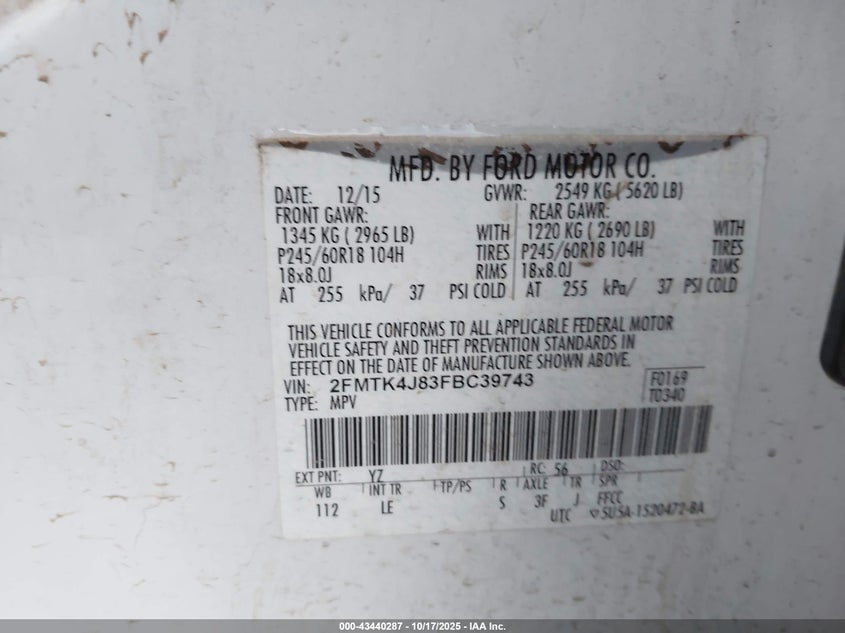 MFD. BY FORD MOTOR CO.
DATE: 12/15 GVWR: 2549 KG ( 5620 LB)
FRONT GAWR: REAR GAWR:
1345 KG ( 2965 LB) WITH 1220 KG ( 2690 LB) WITH
P245/60R18 104H TIRES P245/60R18 104H TIRES
18x8.0J RIMS 18x8.0J RIMS
AT 255 kPa/ 37 PSI COLD AT 255 kPa/ 37 PSI COLD
THIS VEHICLE CONFORMS TO ALL APPLICABLE FEDERAL MOTOR
VEHICLE SAFETY AND THEFT PREVENTION STANDARDS IN
EFFECT ON THE DATE OF MANUFACTURE SHOWN ABOVE.
VIN: 2FMTK4J83FBC39743 F0169
TYPE: MPV T0340
EXT PNT: YZ RC: 56 DSO:
WB INT TR TP/PS R AXLE TR SPR
112 LE S 3F J FFCC
UTC 5U5A-1520472-BA
000-43440287 - 10/17/2025 - IAA Inc.